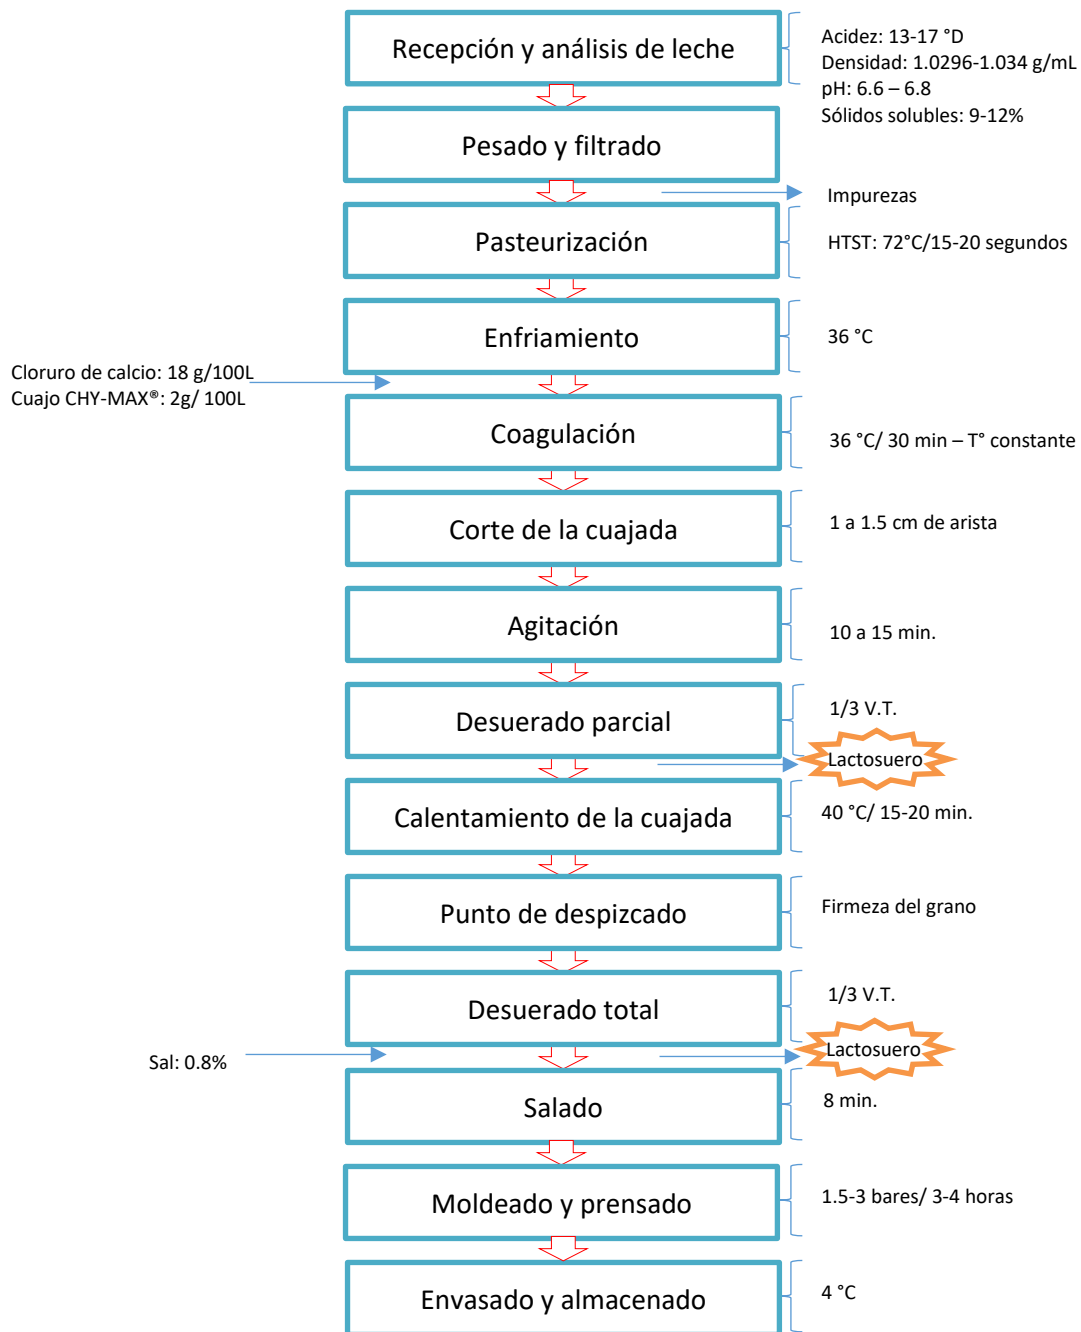 Recepción y análisis de leche
Acidez: 13-17 °D
Densidad: 1.0296-1.034 g/mL
pH: 6.6 – 6.8
Sólidos solubles: 9-12%
Pesado y filtrado
Impurezas
Pasteurización
HTST: 72°C/15-20 segundos
Enfriamiento
36 °C
Cloruro de calcio: 18 g/100L
Cuajo CHY-MAX®: 2g/ 100L
Coagulación
36 °C/ 30 min – T° constante
Corte de la cuajada
1 a 1.5 cm de arista
Agitación
10 a 15 min.
Desuerado parcial
1/3 V.T.
Lactosuero
Calentamiento de la cuajada
40 °C/ 15-20 min.
Punto de despizcado
Firmeza del grano
Desuerado total
1/3 V.T.
Lactosuero
Sal: 0.8%
Salado
8 min.
Moldeado y prensado
1.5-3 bares/ 3-4 horas
Envasado y almacenado
4 °C